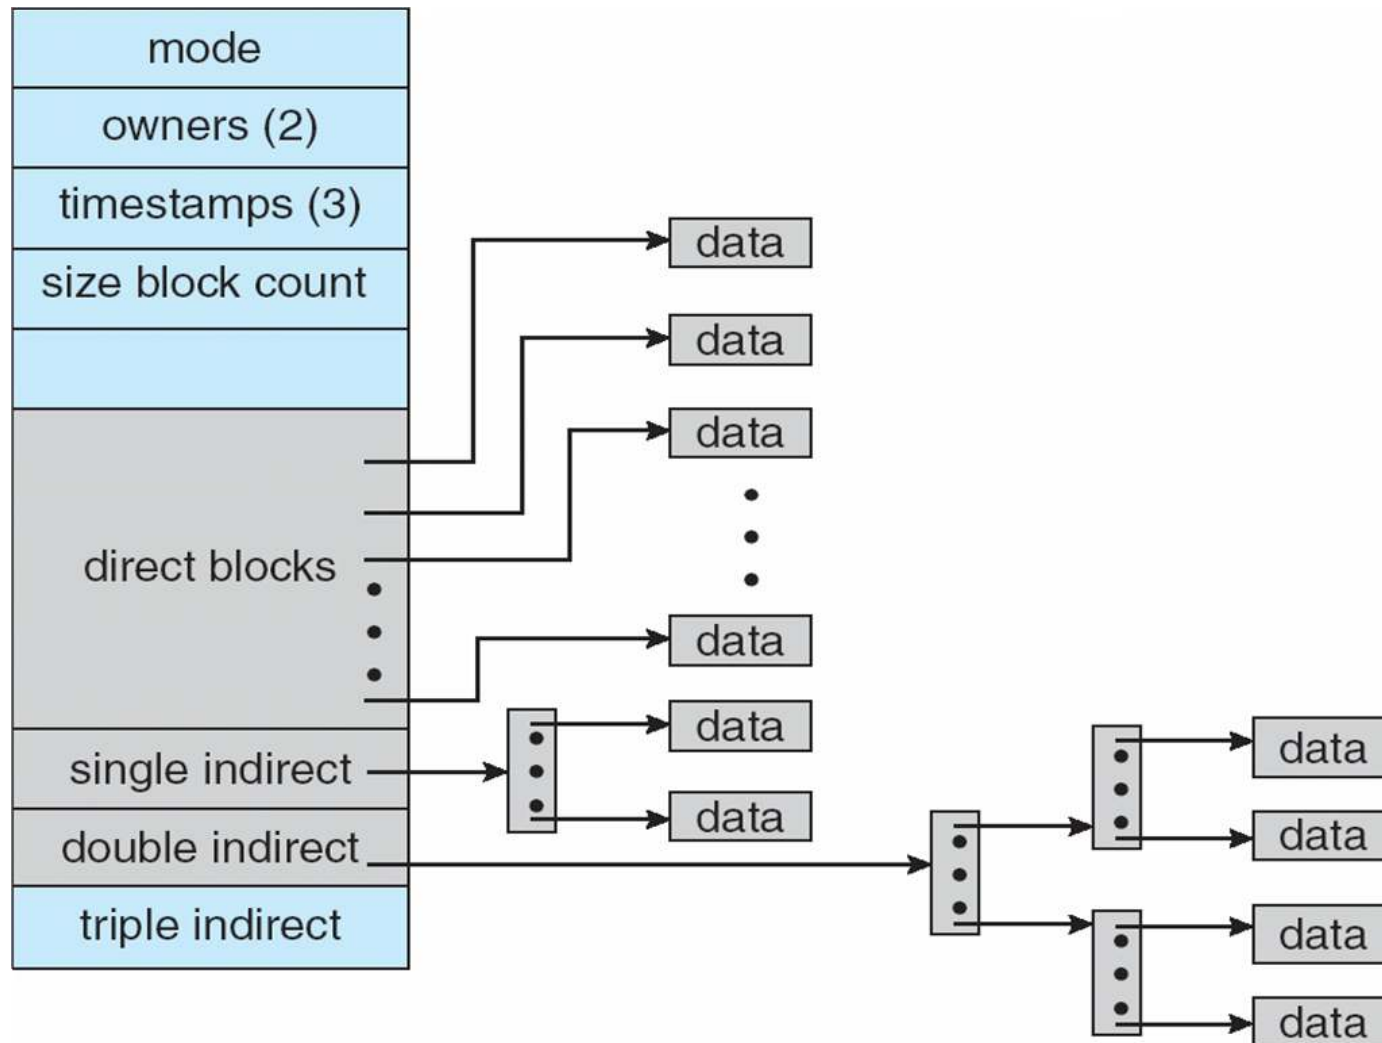 mode
owners (2)
timestamps (3)
size block count
direct blocks
single indirect
double indirect
triple indirect
data
data
data
data
data
data
data
data
data
data